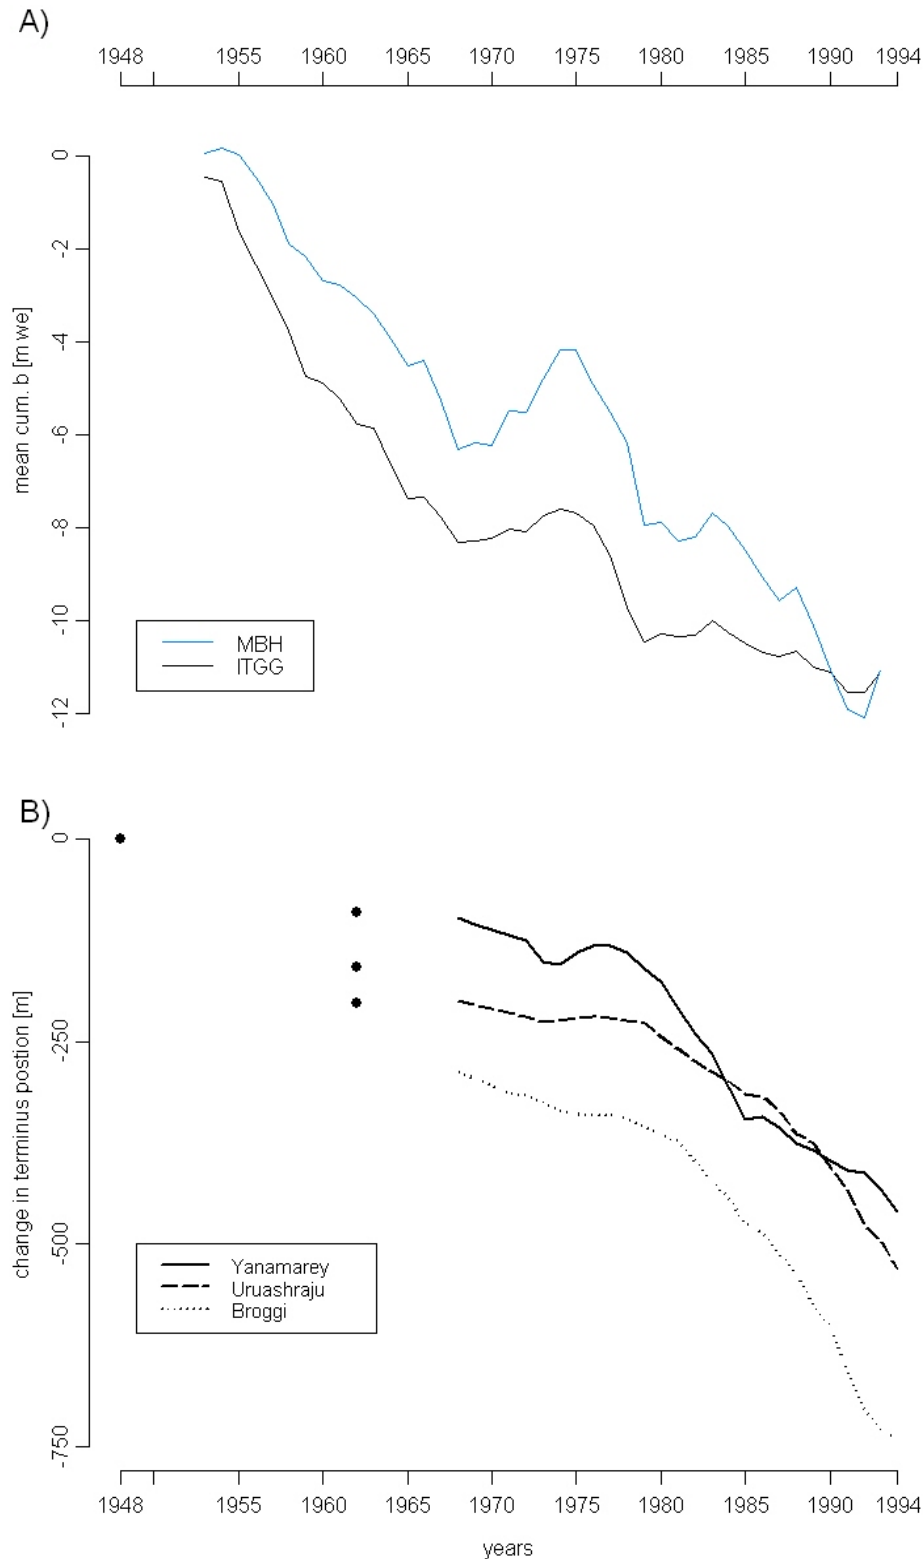 A)
1948 1955 1960 1965 1970 1975 1980 1985 1990 1994
0
-2
-4
-6
-8
-10
-12
mean cum. b [m we]
MBH
ITGG
B)
0
-250
-500
-750
change in terminus postion [m]
Yanamarey
Uruashraju
Broggi
1948 1955 1960 1965 1970 1975 1980 1985 1990 1994
years